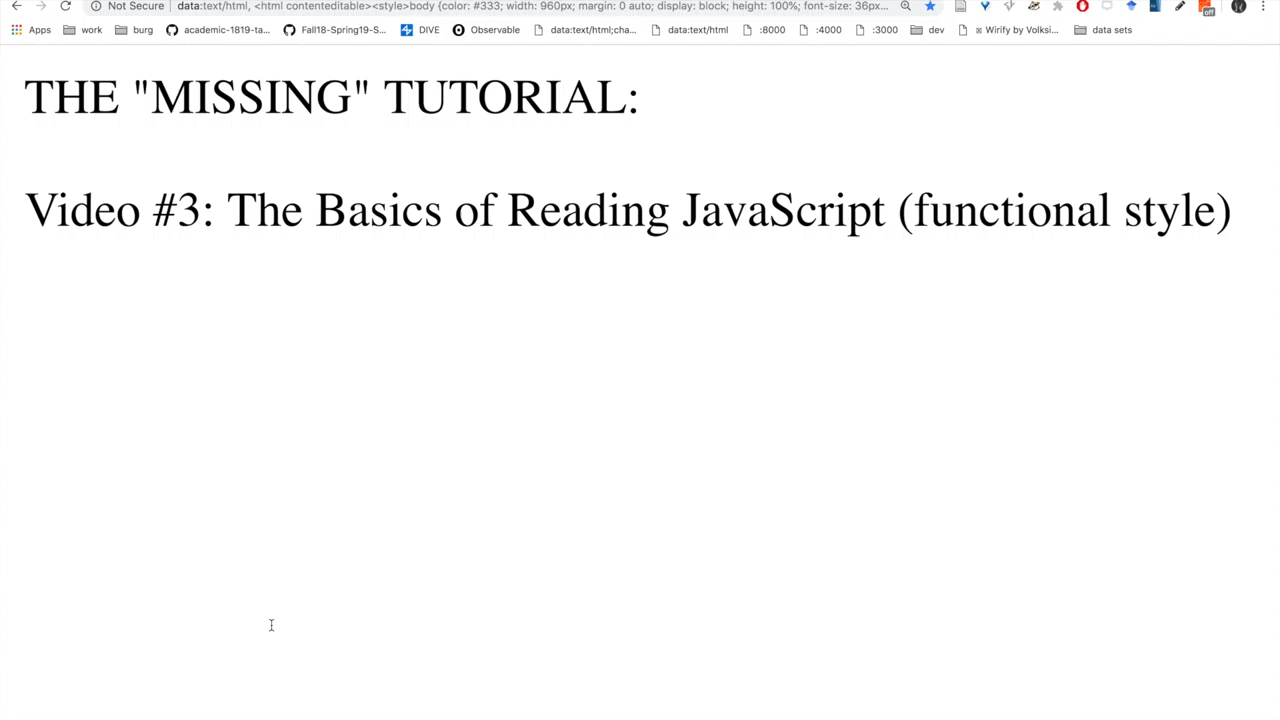 Not Secure
data:text/html, <html contenteditable><style>body {color: #333; width: 960px; margin: 0 auto; display: block; height: 100%; font-size: 36px...
off
Apps work burg academic-1819-ta... Fall18-Spring19-S... DIVE Observable data:text/html;cha... data:text/html :8000 :4000 :3000 dev Wirify by Volksi... data sets
THE "MISSING" TUTORIAL:
Video #3: The Basics of Reading JavaScript (functional style)